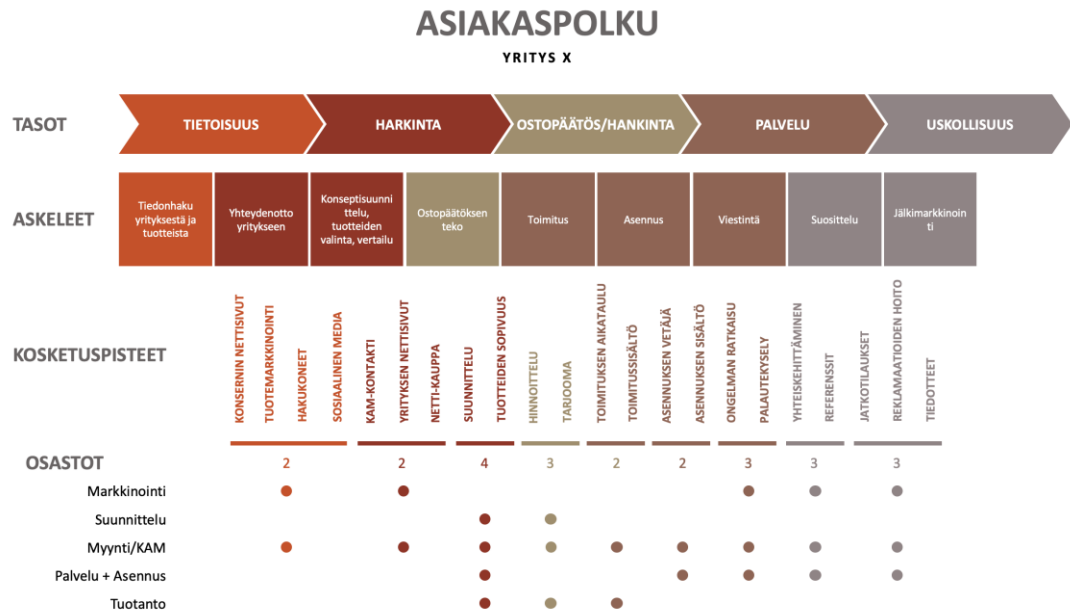 ASIAKASPOLKU
YRITYS X
TASOT
TIETOISUUS
HARKINTA
OSTOPÄÄTÖS/HANKINTA
PALVELU
USKOLLISUUS
ASKELEET
Tiedonhaku
yrityksestä ja
tuotteista
Yhteydenotto
yritykseen
Konseptisuunni
ttelu,
tuotteiden
valinta, vertailu
Ostopäätöksen
teko
Toimitus
Asennus
Viestintä
Suosittelu
Jälkimarkkinoin
ti
KOSKETUSPISTEET
KONSERNIN NETTISIVUT
TUOTEMARKKINOINTI
HAKUKONEET
SOSIAALINEN MEDIA
KAM-KONTAKTI
YRITYKSEN NETTISIVUT
NETTI-KAUPPA
SUUNNITTELU
TUOTTEIDEN SOPIVUUS
HINNOITTELU
TARJOOMA
TOIMITUKSEN AIKATAULU
TOIMITUSSISÄLTÖ
ASENNUKSEN VETÄJÄ
ASENNUKSEN SISÄLTÖ
ONGELMAN RATKAISU
PALAUTEKYSELY
YHTEISKEHITTÄMINEN
REFERENSSIT
JATKOTILAUKSET
REKLAMAATIOIDEN HOITO
TIEDOTTEET
OSASTOT
2 2 4 3 2 2 3 3 3
Markkinointi
Suunnittelu
Myynti/KAM
Palvelu + Asennus
Tuotanto